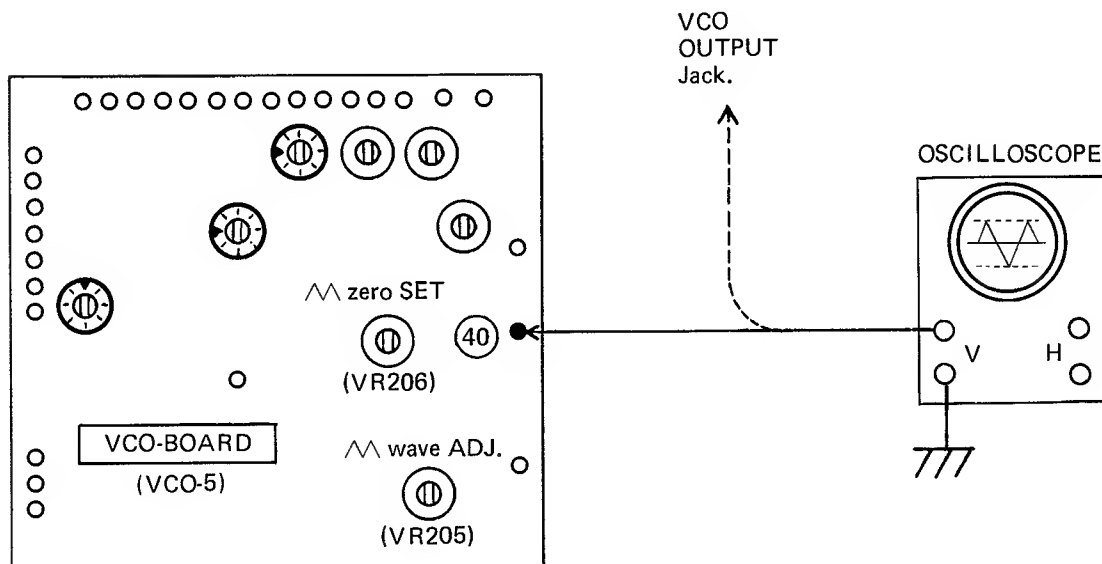 VCO
OUTPUT
Jack.
OSCILLOSCOPE
zero SET
(VR206)
40
V
H
VCO-BOARD
(VCO-5)
wave ADJ.
(VR205)